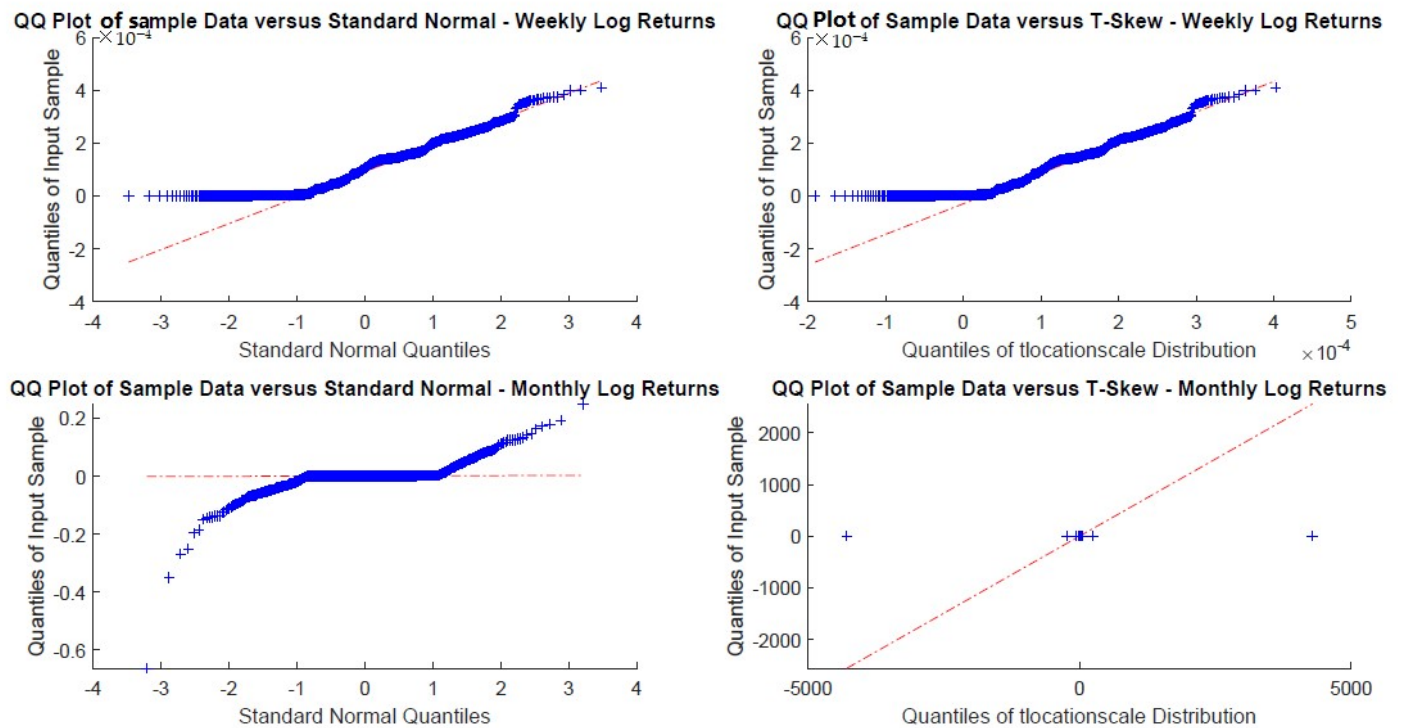 QQ Plot of sample Data versus Standard Normal - Weekly Log Returns
×10⁻⁴
6
4
2
0
-2
-4
Quantiles of Input Sample
-4 -3 -2 -1 0 1 2 3 4
Standard Normal Quantiles
QQ Plot of Sample Data versus T-Skew - Weekly Log Returns
×10⁻⁴
6
4
2
0
-2
-4
Quantiles of Input Sample
-2 -1 0 1 2 3 4 5
Quantiles of tlocationscale Distribution
×10⁻⁴
QQ Plot of Sample Data versus Standard Normal - Monthly Log Returns
0.2
0
-0.2
-0.4
-0.6
Quantiles of Input Sample
-4 -3 -2 -1 0 1 2 3 4
Standard Normal Quantiles
QQ Plot of Sample Data versus T-Skew - Monthly Log Returns
2000
1000
0
-1000
-2000
Quantiles of Input Sample
-5000 0 5000
Quantiles of tlocationscale Distribution